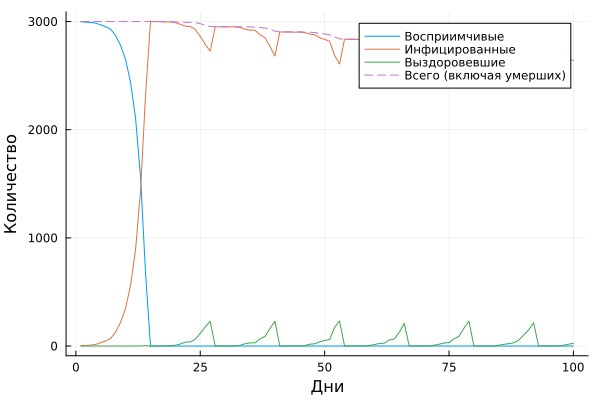 3000
2000
1000
0
Количество
Восприимчивые
Инфицированные
Выздоровевшие
Всего (включая умерших)
0 25 50 75 100
Дни